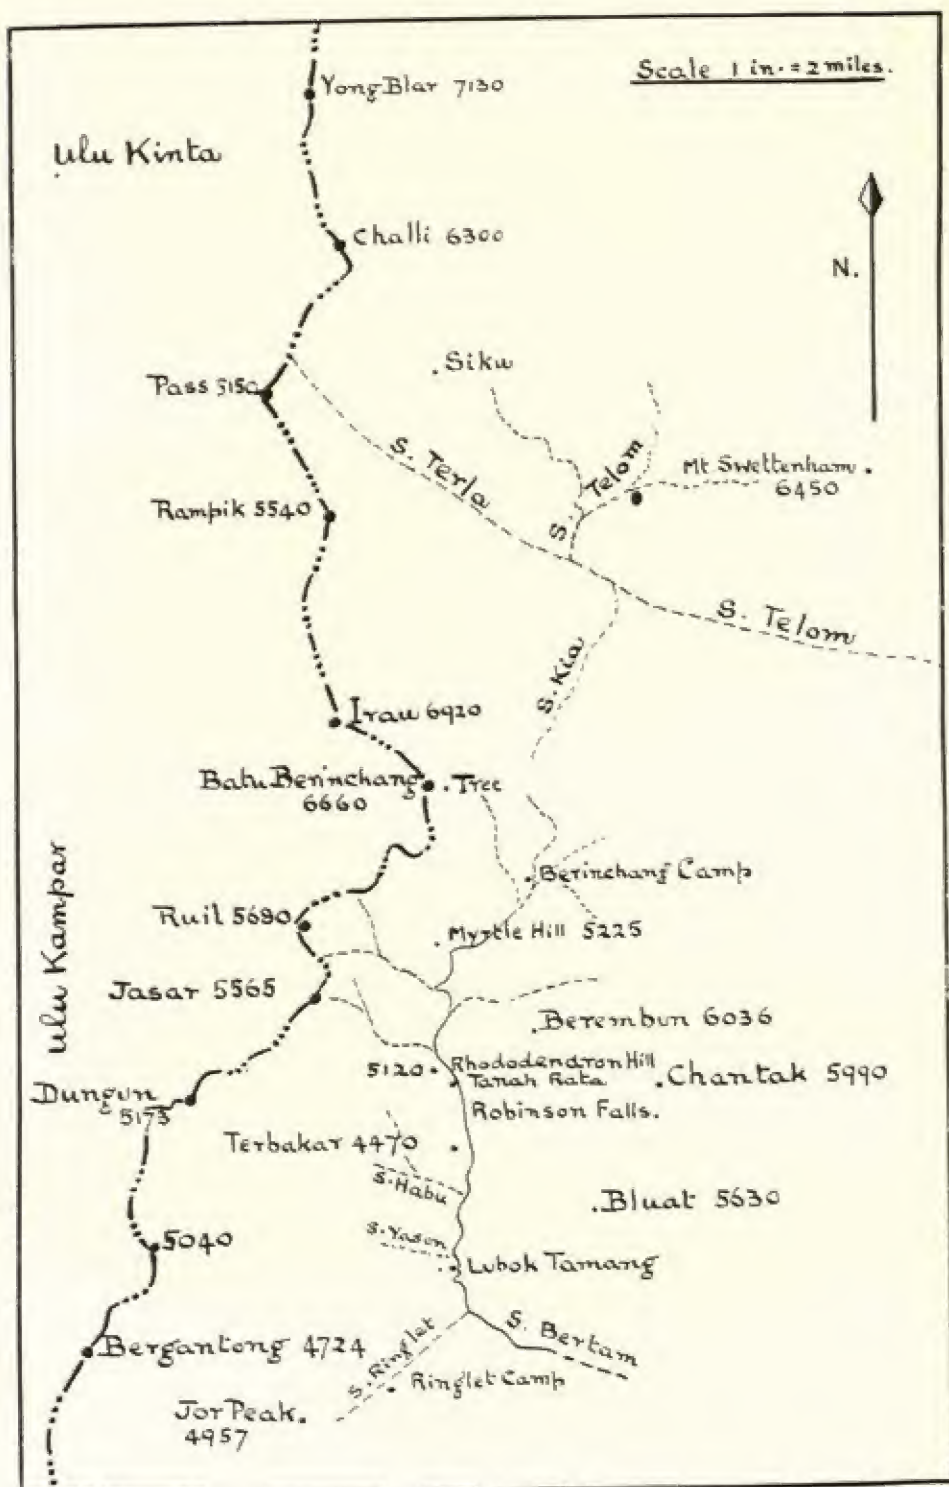 Scale 1 in. = 2 miles.
Yong Blar 7130
Ulu Kinta
Challi 6300
N.
Siku
Pass 5150
S. Terla
S. Telom
Mt Swettenham.
6450
Rampik 5540
S. Telom
S. Kia
Irau 6920
Batu Berinchang
6660
Tree
Ulu Kampar
Berinchang Camp
Ruil 5680
Myrtle Hill 5225
Jasar 5565
Berembun 6036
5120
Rhododendron Hill
Tanah Rata
Chantak 5990
Dungun
5173
Robinson Falls.
Terbakar 4470
S. Habu
Bluat 5630
5040
Lubok Tamang
S. Bertam
Bergantong 4724
S. Ringlet
Ringlet Camp
Jor Peak.
4957